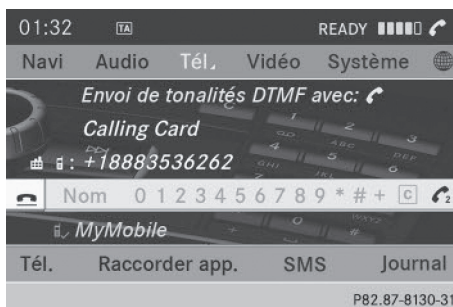 01:32 TA READY
Navi Audio Tél. Vidéo Système
Envoi de tonalités DTMF avec:
Calling Card
: +18883536262
Nom 0 1 2 3 4 5 6 7 8 9 * # + C 2
MyMobile
Tél. Raccorder app. SMS Journal
P82.87-8130-31